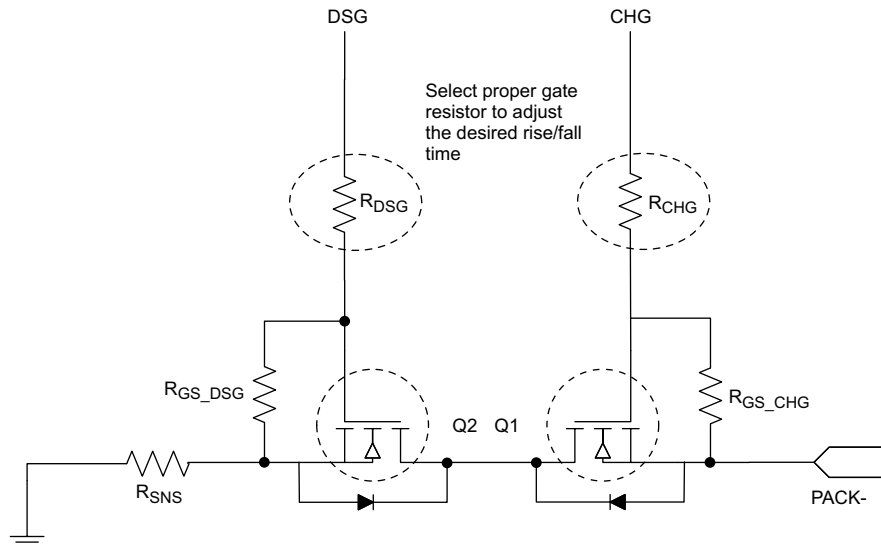 DSG
CHG
Select proper gate
resistor to adjust
the desired rise/fall
time
RDSG
RCHG
RGS_DSG
Q2
Q1
RGS_CHG
RSNS
PACK-